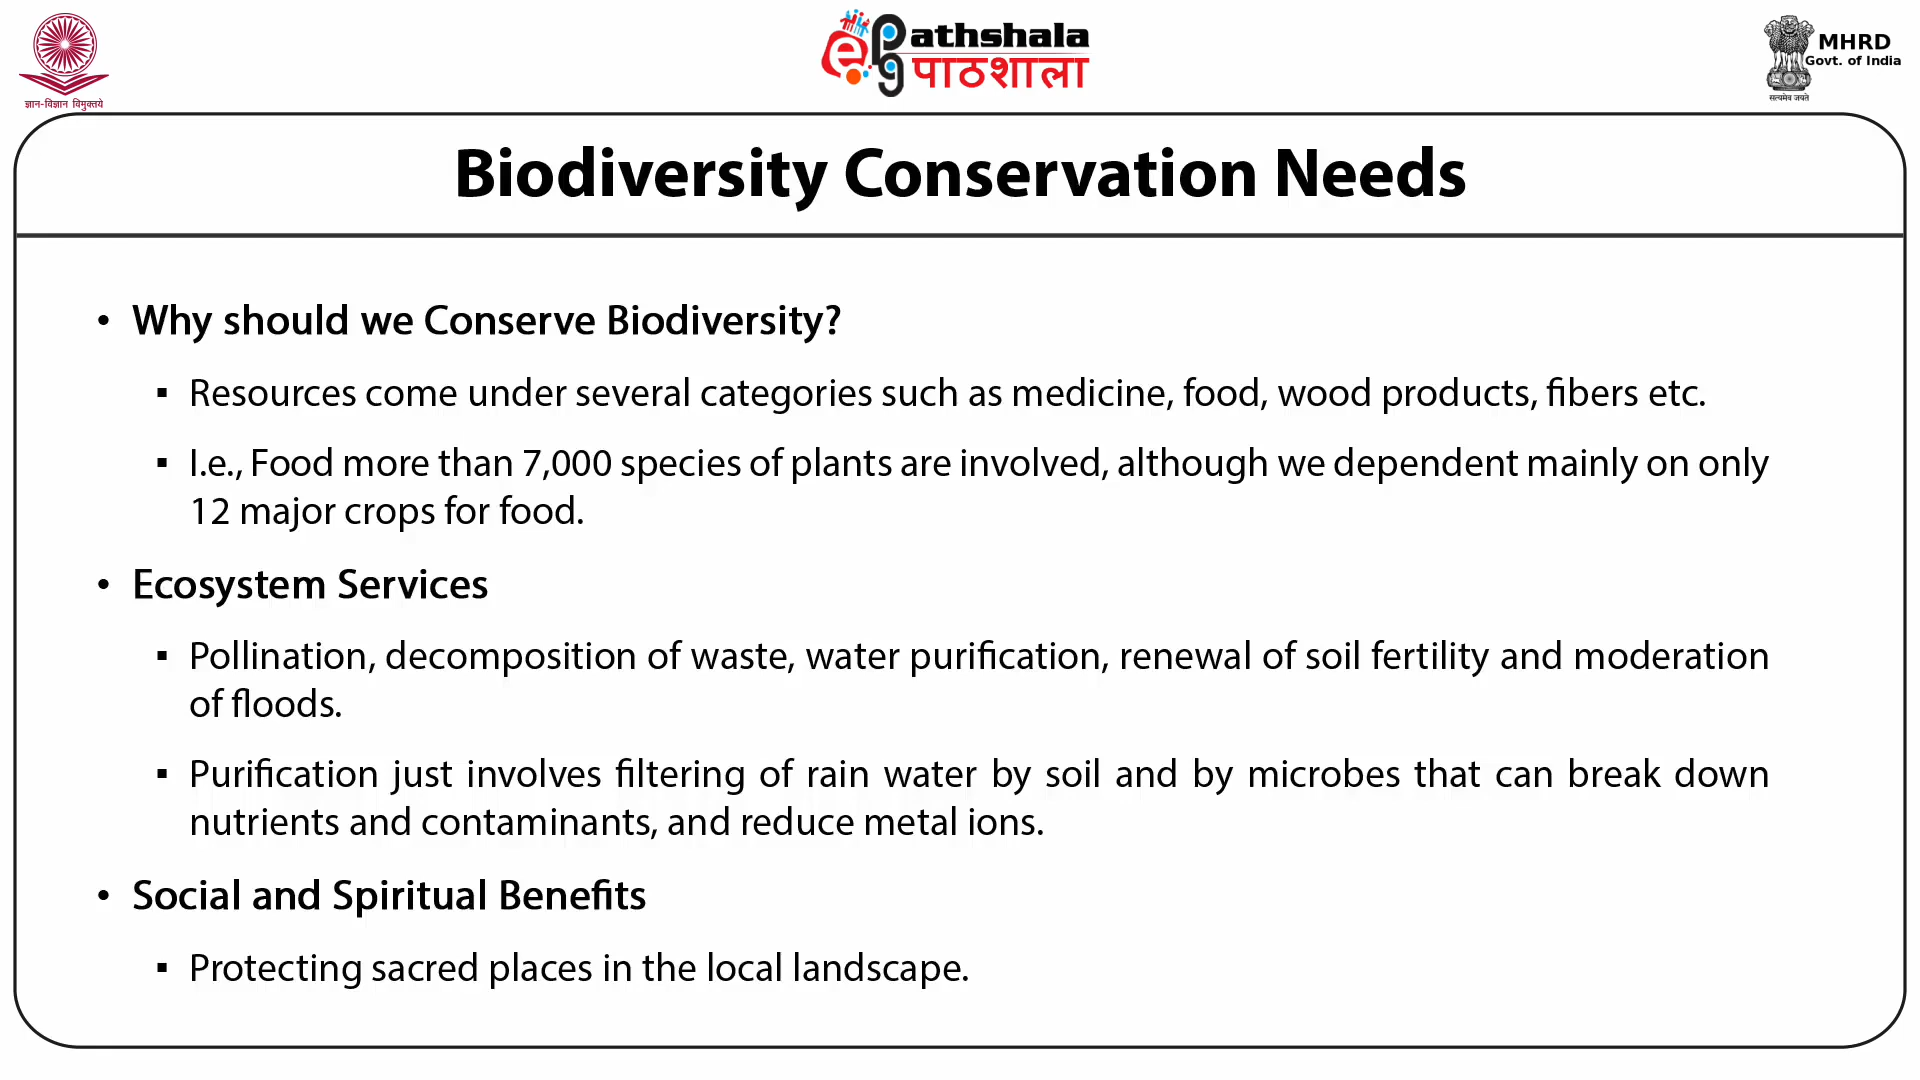 ज्ञान-विज्ञान विमुक्तये
ePathshala
पाठशाला
MHRD
Govt. of India
सत्यमेव जयते
Biodiversity Conservation Needs
• Why should we Conserve Biodiversity?
▪ Resources come under several categories such as medicine, food, wood products, fibers etc.
▪ I.e., Food more than 7,000 species of plants are involved, although we dependent mainly on only
12 major crops for food.
• Ecosystem Services
▪ Pollination, decomposition of waste, water purification, renewal of soil fertility and moderation
of floods.
▪ Purification just involves filtering of rain water by soil and by microbes that can break down
nutrients and contaminants, and reduce metal ions.
• Social and Spiritual Benefits
▪ Protecting sacred places in the local landscape.